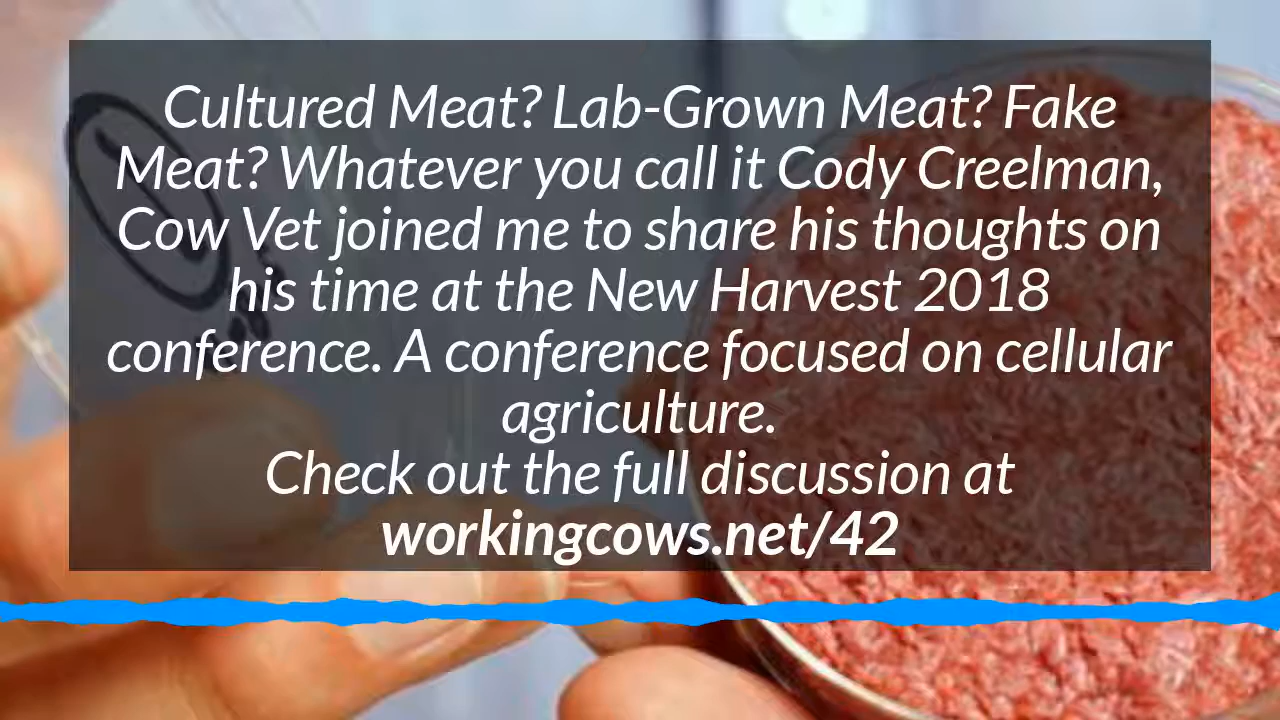 Cultured Meat? Lab-Grown Meat? Fake
Meat? Whatever you call it Cody Creelman,
Cow Vet joined me to share his thoughts on
his time at the New Harvest 2018
conference. A conference focused on cellular
agriculture.
Check out the full discussion at
workingcows.net/42